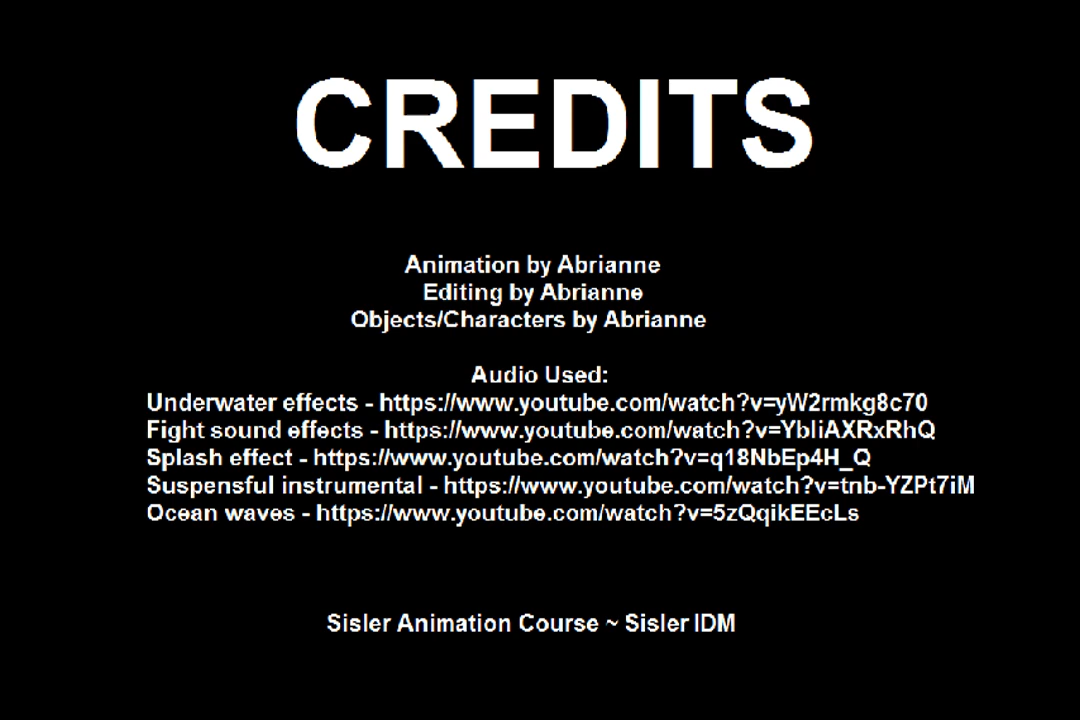 CREDITS
Animation by Abrianne
Editing by Abrianne
Objects/Characters by Abrianne
Audio Used:
Underwater effects - https://www.youtube.com/watch?v=yW2rmkg8c70
Fight sound effects - https://www.youtube.com/watch?v=YbIiAXRxRhQ
Splash effect - https://www.youtube.com/watch?v=q18NbEp4H_Q
Suspensful instrumental - https://www.youtube.com/watch?v=tnb-YZPt7iM
Ocean waves - https://www.youtube.com/watch?v=5zQqikEEcLs
Sisler Animation Course ~ Sisler IDM